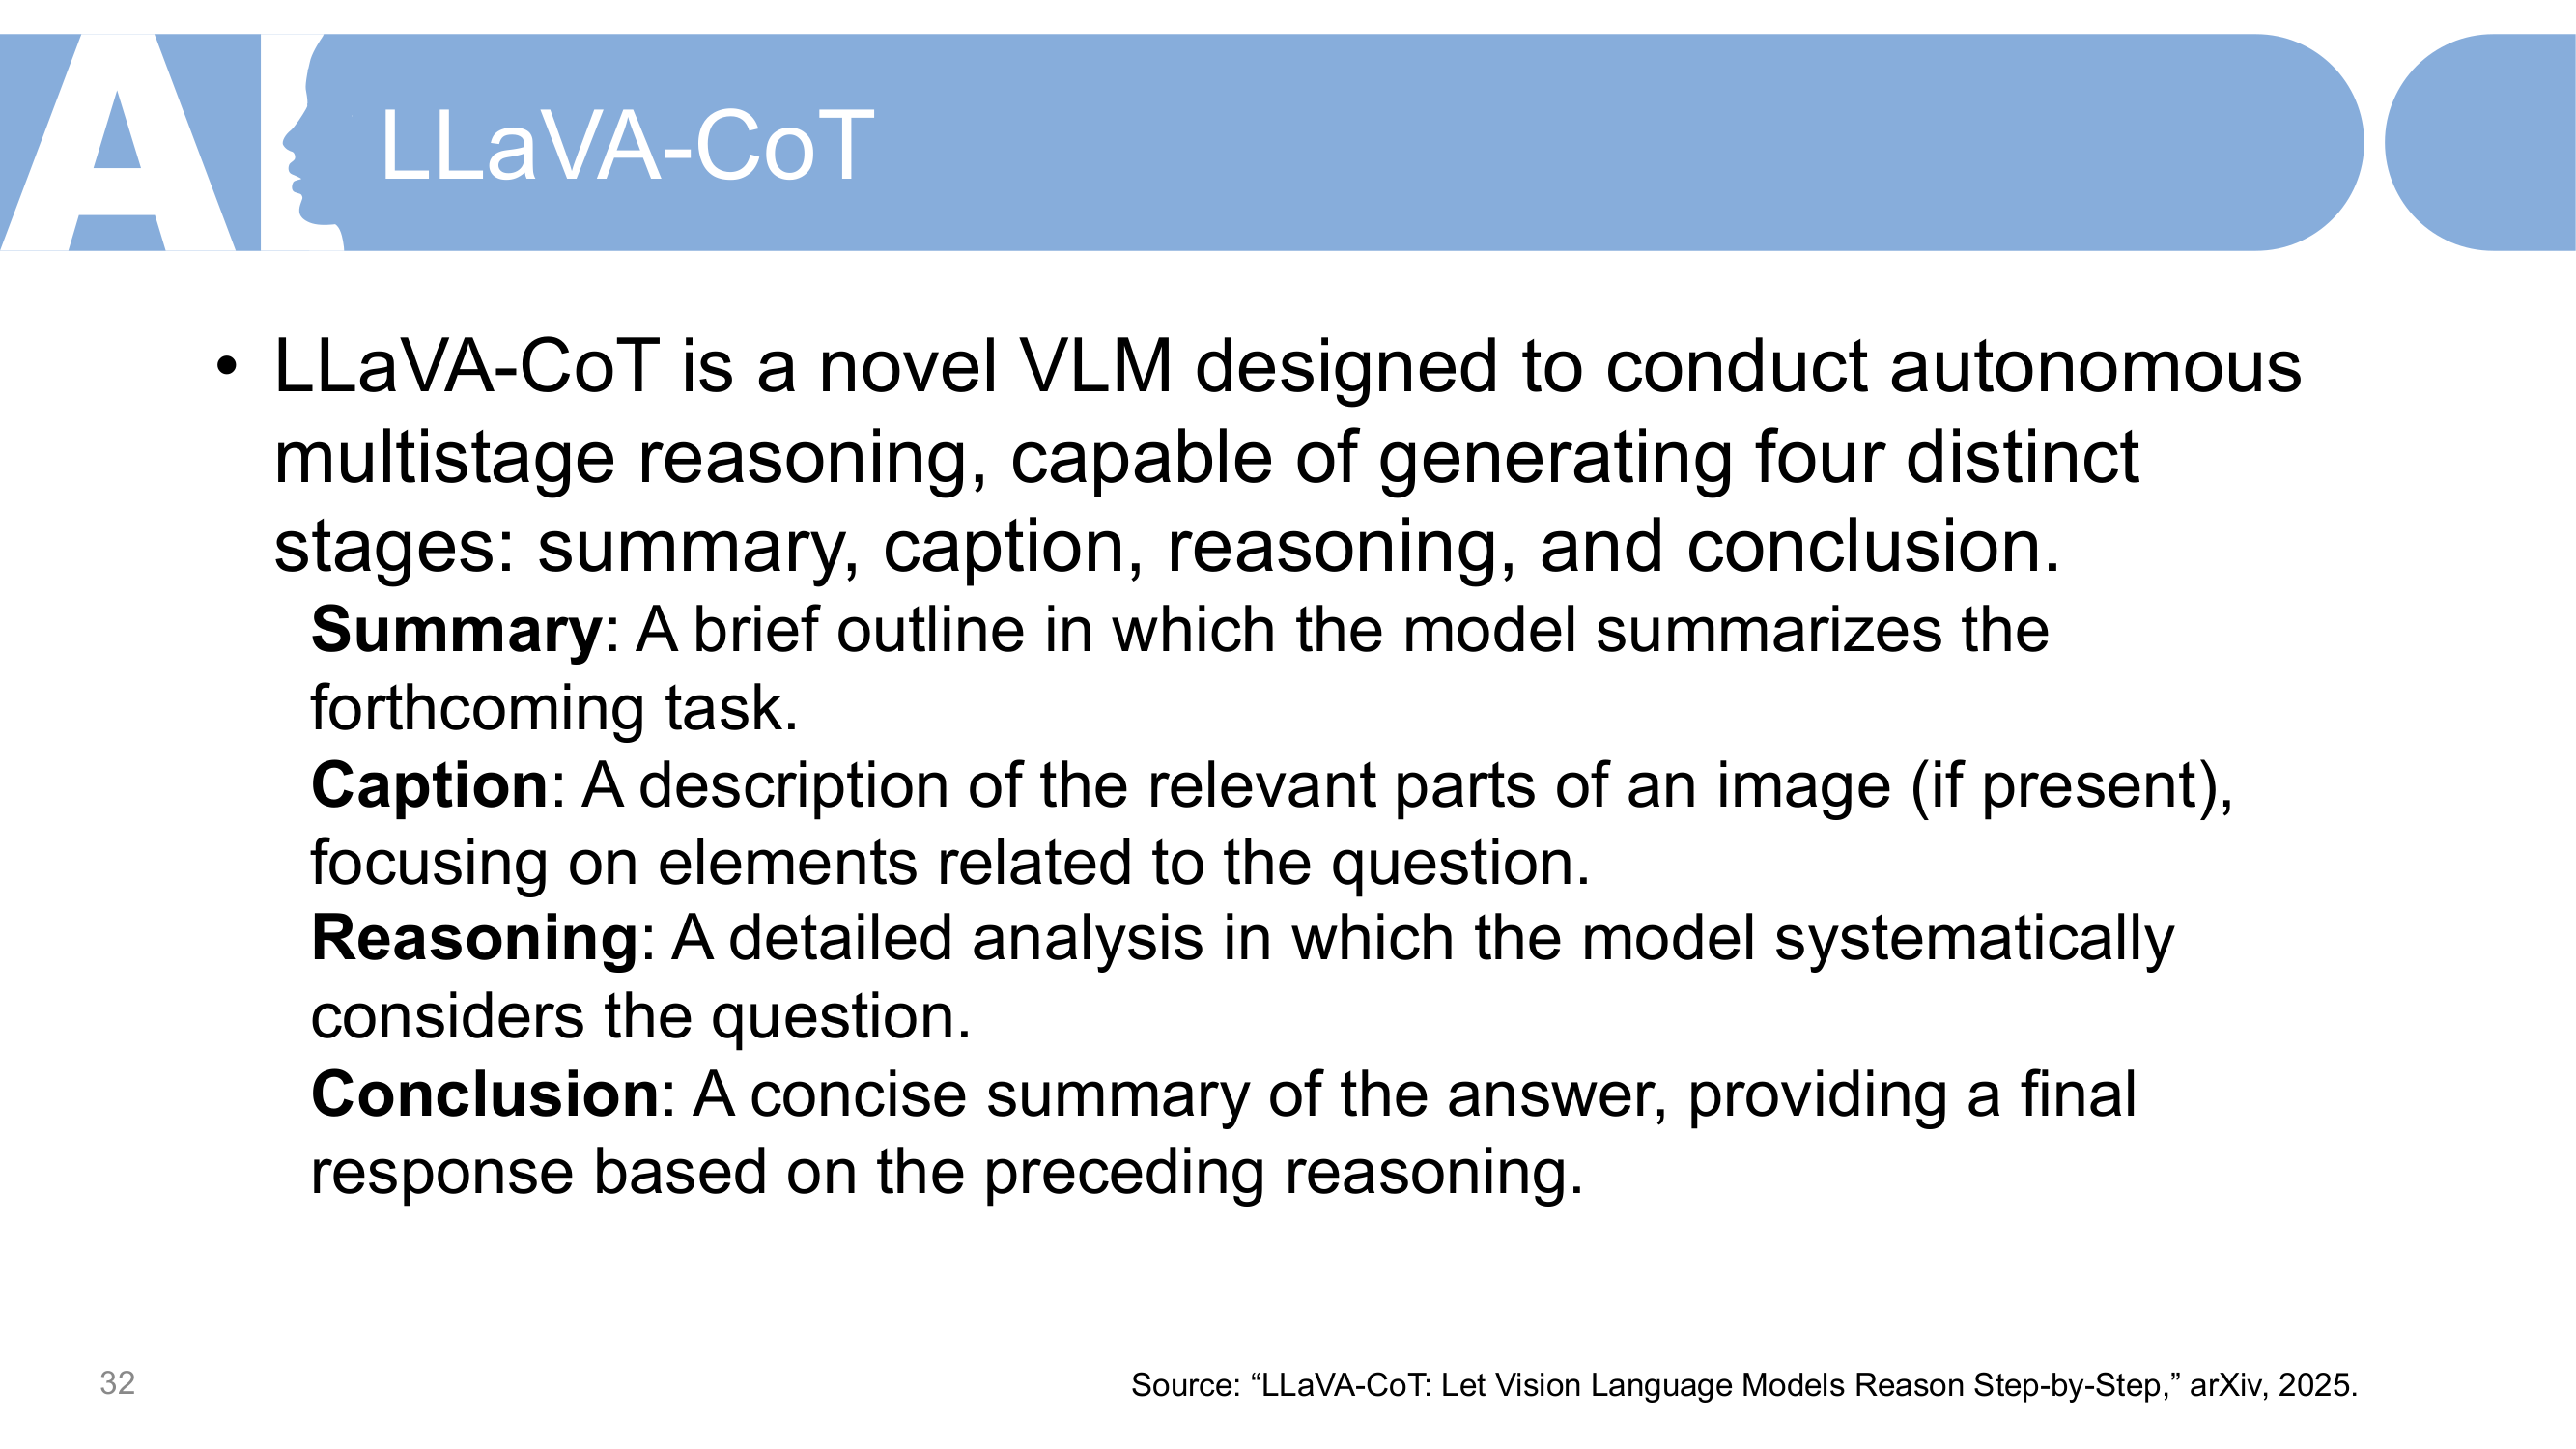 AI
LLaVA-CoT
• LLaVA-CoT is a novel VLM designed to conduct autonomous
multistage reasoning, capable of generating four distinct
stages: summary, caption, reasoning, and conclusion.
Summary: A brief outline in which the model summarizes the
forthcoming task.
Caption: A description of the relevant parts of an image (if present),
focusing on elements related to the question.
Reasoning: A detailed analysis in which the model systematically
considers the question.
Conclusion: A concise summary of the answer, providing a final
response based on the preceding reasoning.
32
Source: “LLaVA-CoT: Let Vision Language Models Reason Step-by-Step,” arXiv, 2025.